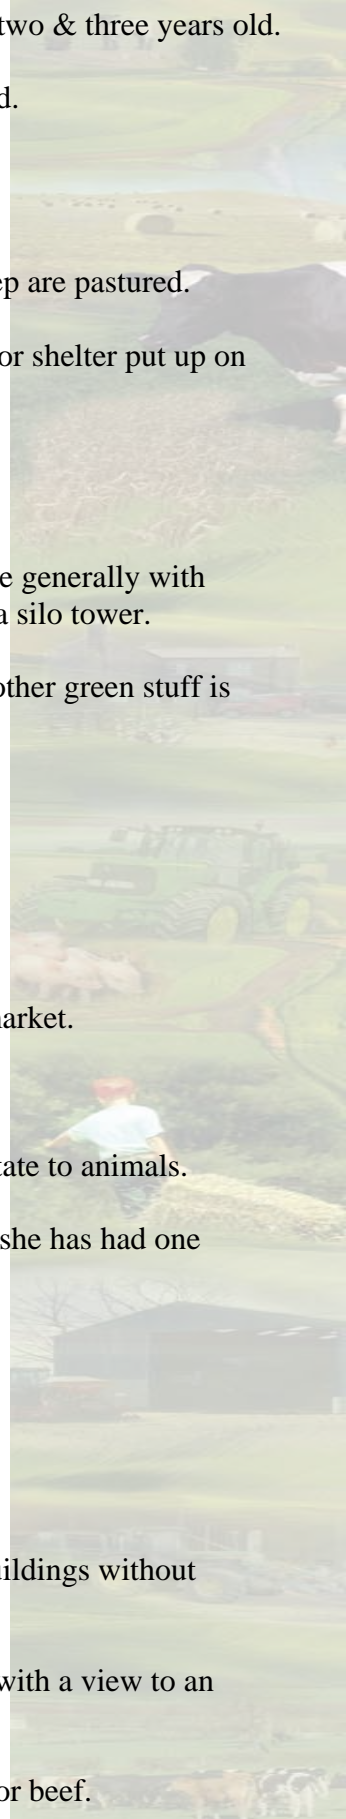 two & three years old.
d.
ep are pastured.
or shelter put up on
e generally with
a silo tower.
other green stuff is
arket.
tate to animals.
she has had one
ildings without
with a view to an
or beef.